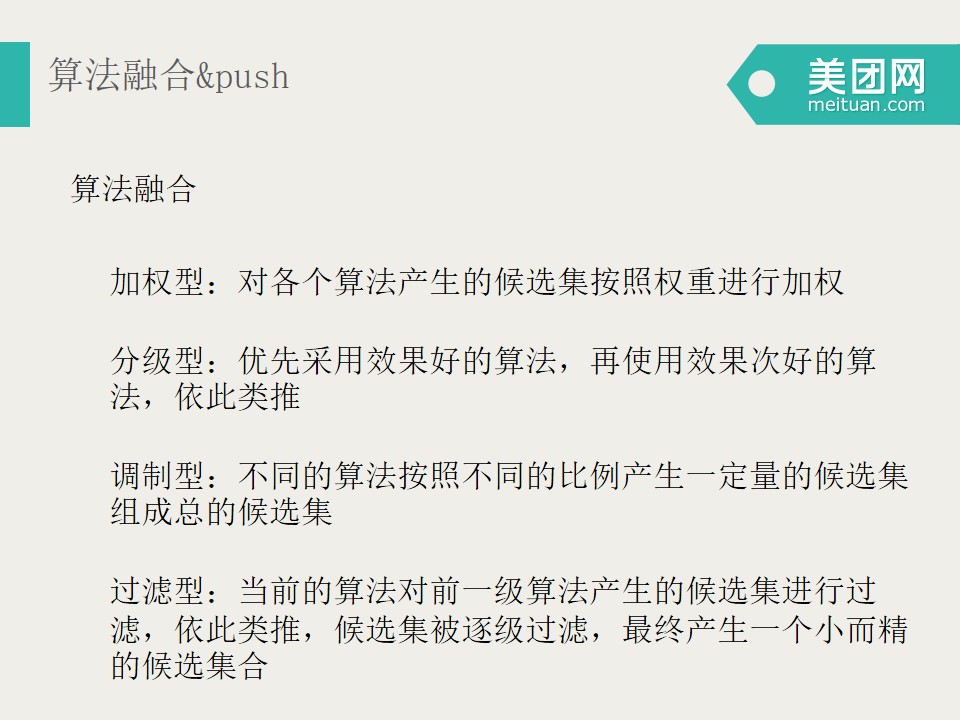 算法融合&push
美团网
meituan.com
算法融合
加权型：对各个算法产生的候选集按照权重进行加权
分级型：优先采用效果好的算法，再使用效果次好的算
法，依此类推
调制型：不同的算法按照不同的比例产生一定量的候选集
组成总的候选集
过滤型：当前的算法对前一级算法产生的候选集进行过
滤，依此类推，候选集被逐级过滤，最终产生一个小而精
的候选集合